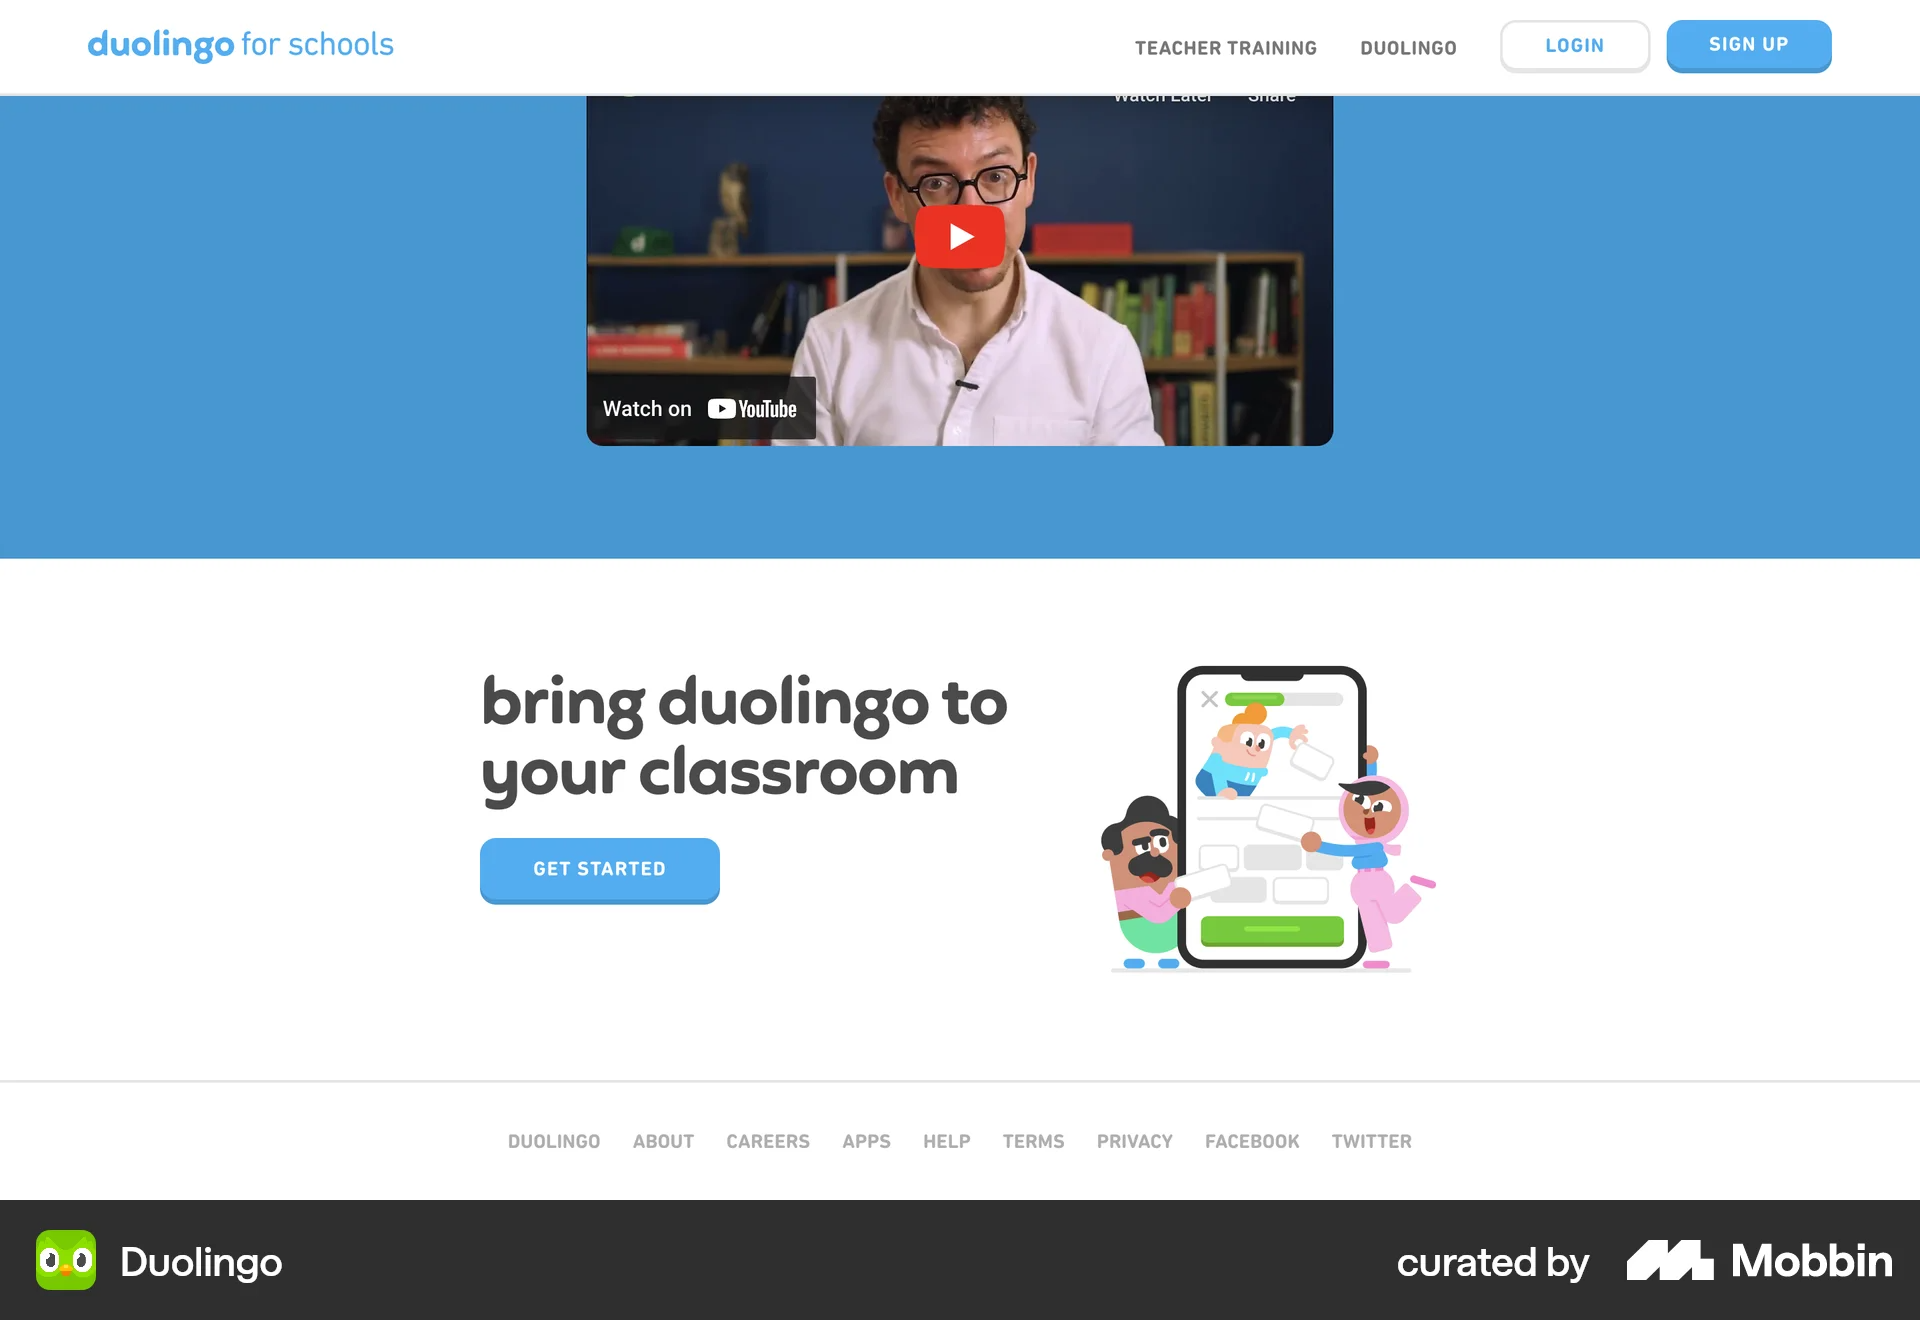 duolingo for schools
TEACHER TRAINING
DUOLINGO
LOGIN
SIGN UP
Watch Later
Share
d
Watch on YouTube
bring duolingo to
your classroom
GET STARTED
DUOLINGO ABOUT CAREERS APPS HELP TERMS PRIVACY FACEBOOK TWITTER
Duolingo
curated by Mobbin